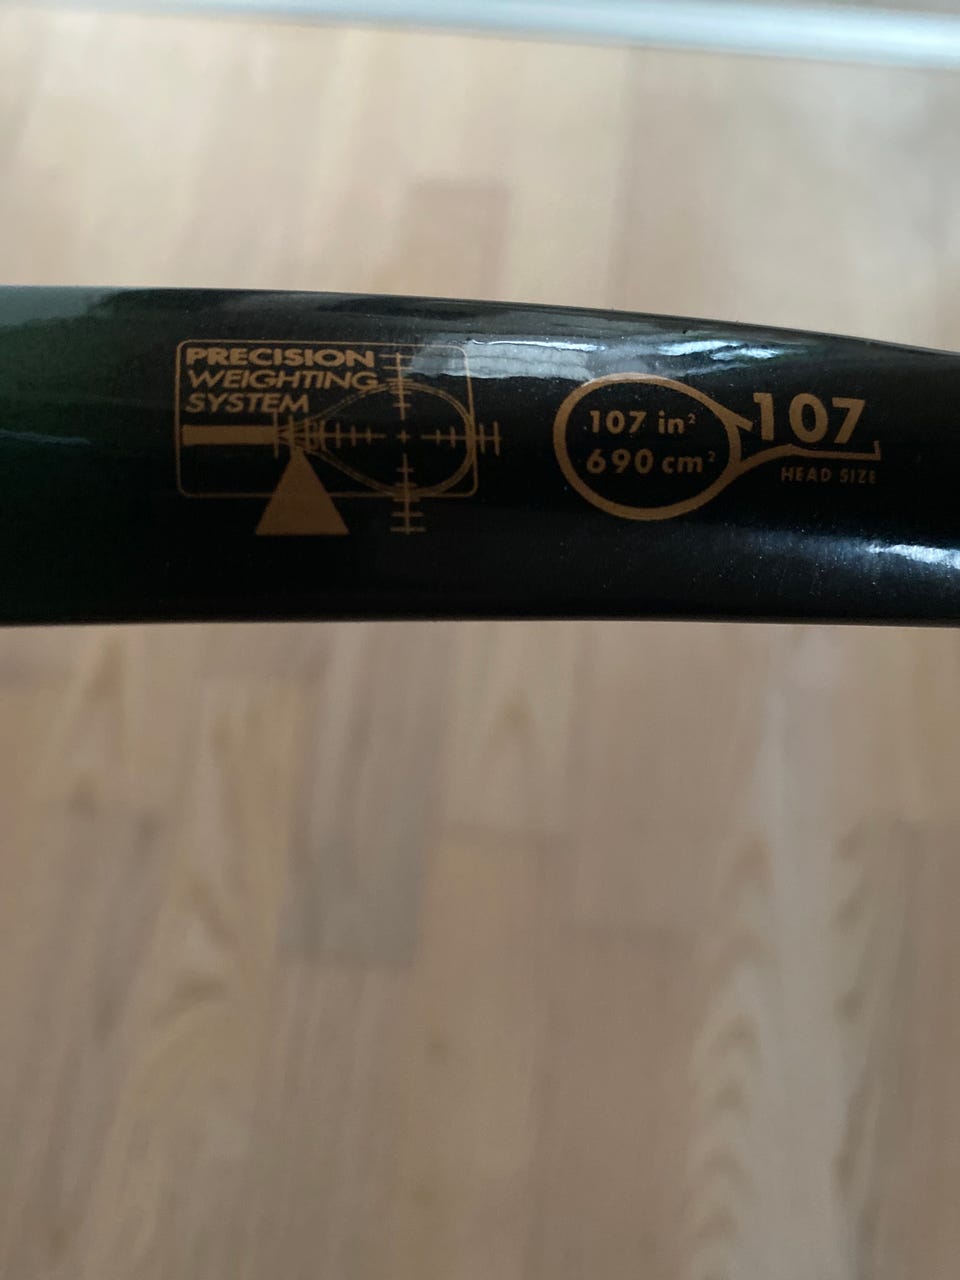 PRECISION
WEIGHTING
SYSTEM
107 in²
690 cm²
107
HEAD SIZE